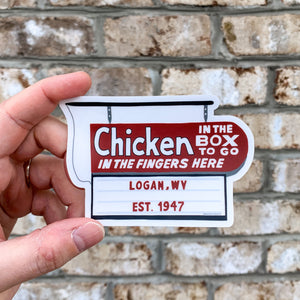 Chicken IN THE BOX TO GO
IN THE FINGERS HERE
LOGAN, WV
EST. 1947